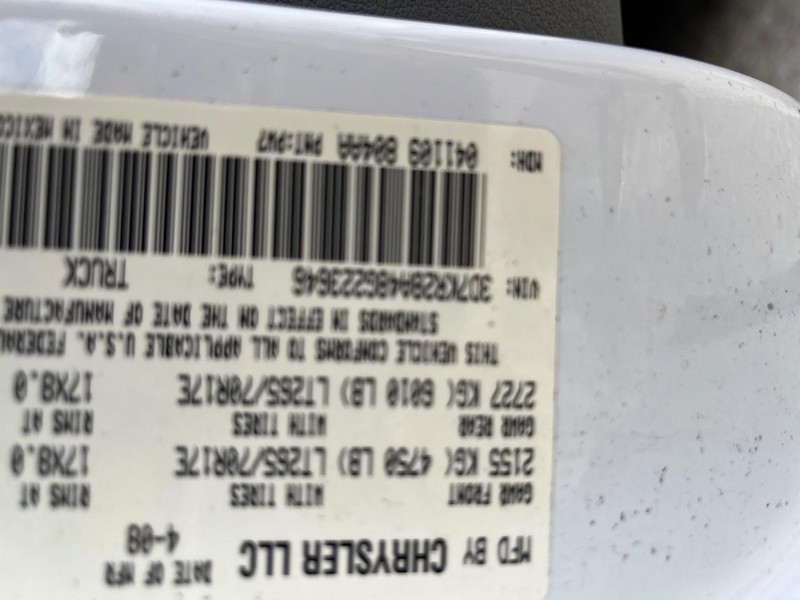 MFD BY CHRYSLER LLC
DATE OF MFR
4-08
GAWR FRONT WITH TIRES RIMS AT
2155 KG( 4750 LB) LT265/70R17E 17X8.0
GAWR REAR WITH TIRES RIMS AT
2727 KG( 6010 LB) LT265/70R17E 17X8.0
THIS VEHICLE CONFORMS TO ALL APPLICABLE U.S.A. FEDERAL
STANDARDS IN EFFECT ON THE DATE OF MANUFACTURE
VIN: 3D7KR28A48G223646 TYPE: TRUCK
MDH: 041109 804AA PNT:PW7 VEHICLE MADE IN MEXICO